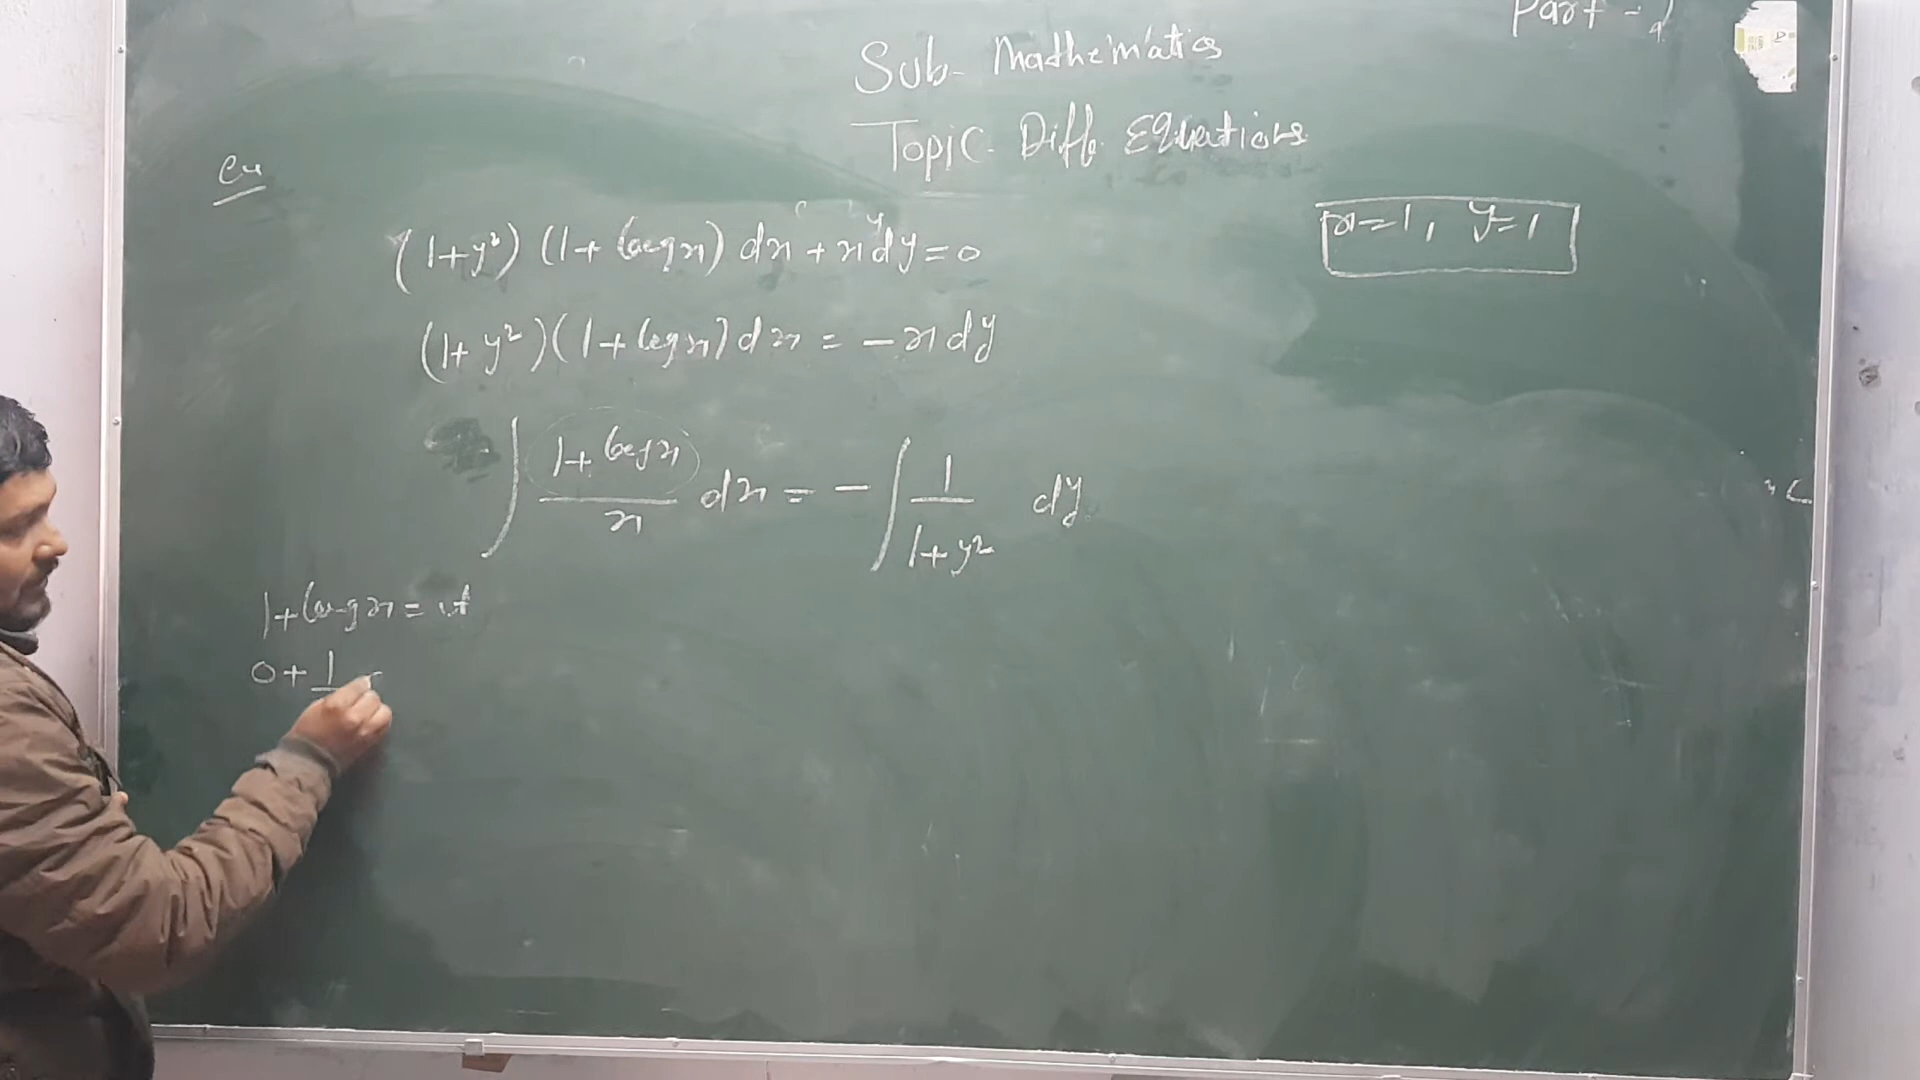 Part -
Sub- Mathematics
Topic- Diff. Equations
Ex
x=1, y=1
(1+y²) (1+logx) dx + x dy = 0
(1+y²)(1+logx)dx = -x dy
∫ (1+logx)/x dx = - ∫ 1/(1+y²) dy
1+logx = t
0+1